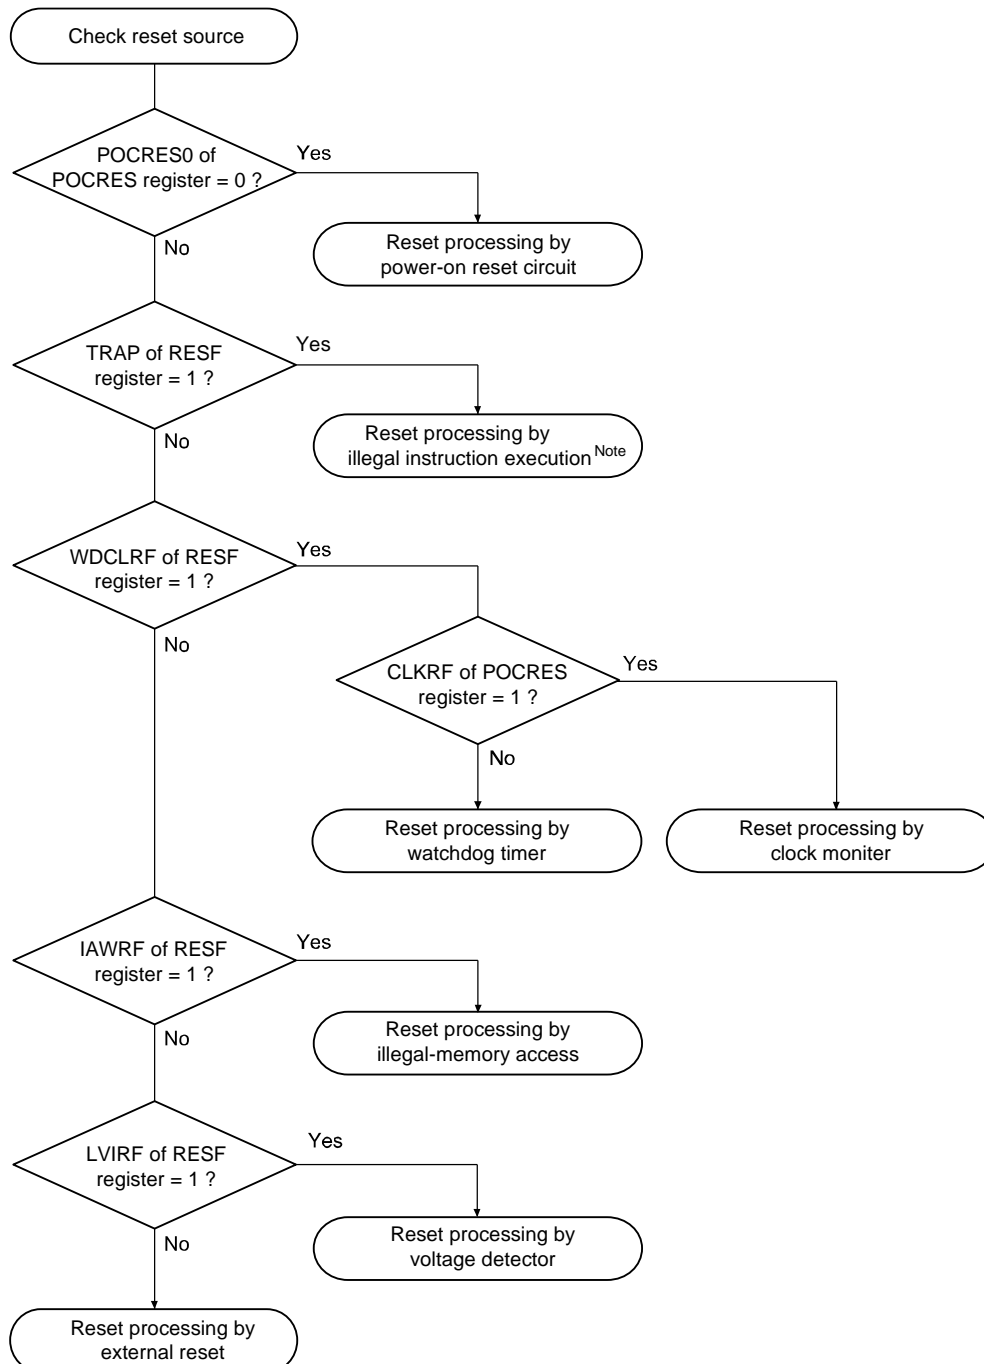 Check reset source
POCRES0 of
POCRES register = 0 ?
Yes
No
Reset processing by
power-on reset circuit
TRAP of RESF
register = 1 ?
Yes
No
Reset processing by
illegal instruction execution Note
WDCLRF of RESF
register = 1 ?
Yes
No
CLKRF of POCRES
register = 1 ?
Yes
No
Reset processing by
watchdog timer
Reset processing by
clock moniter
IAWRF of RESF
register = 1 ?
Yes
No
Reset processing by
illegal-memory access
LVIRF of RESF
register = 1 ?
Yes
No
Reset processing by
voltage detector
Reset processing by
external reset